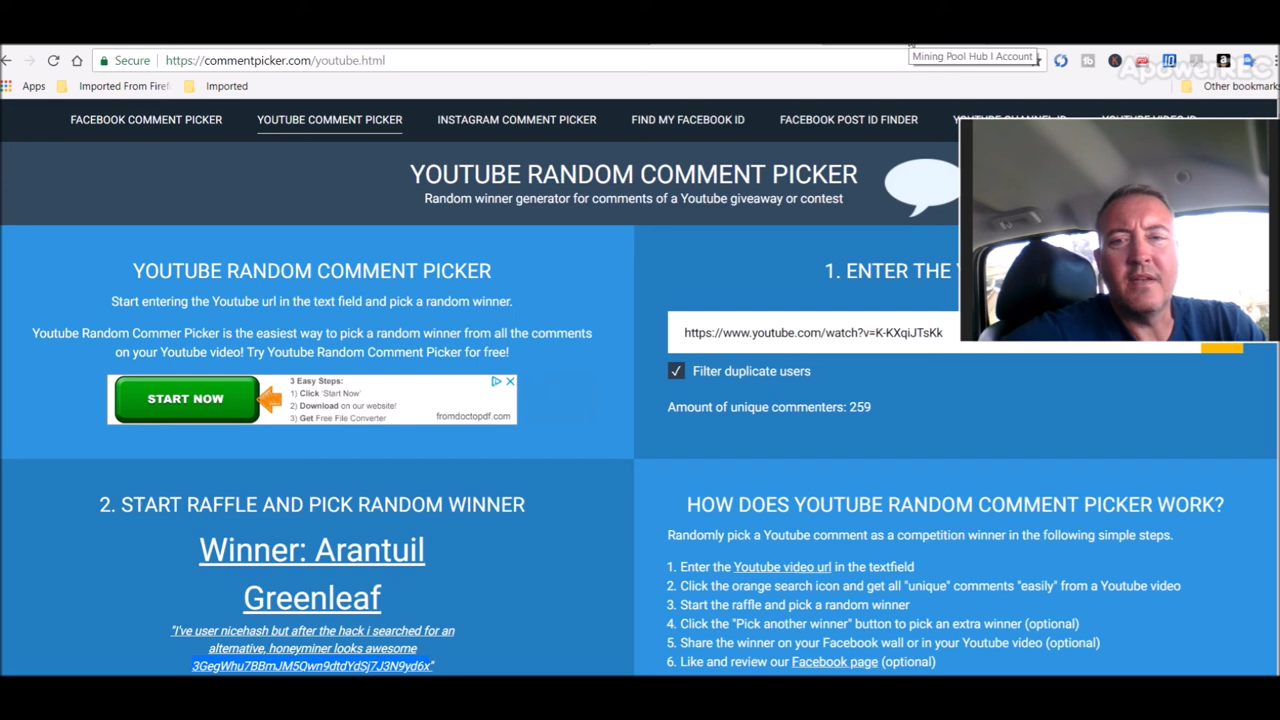 Secure
https://commentpicker.com/youtube.html
Mining Pool Hub I Account
ApowerREC
Apps
Imported From Firef
Imported
Other bookmark
FACEBOOK COMMENT PICKER
YOUTUBE COMMENT PICKER
INSTAGRAM COMMENT PICKER
FIND MY FACEBOOK ID
FACEBOOK POST ID FINDER
YOUTUBE RANDOM COMMENT PICKER
Random winner generator for comments of a Youtube giveaway or contest
YOUTUBE RANDOM COMMENT PICKER
Start entering the Youtube url in the text field and pick a random winner.
Youtube Random Commer Picker is the easiest way to pick a random winner from all the comments
on your Youtube video! Try Youtube Random Comment Picker for free!
START NOW
3 Easy Steps:
1) Click 'Start Now'
2) Download on our website!
3) Get Free File Converter
fromdoctopdf.com
1. ENTER THE
https://www.youtube.com/watch?v=K-KXqiJTsKk
Filter duplicate users
Amount of unique commenters: 259
2. START RAFFLE AND PICK RANDOM WINNER
Winner: Arantuil
Greenleaf
"I've user nicehash but after the hack i searched for an
alternative, honeyminer looks awesome
3GegWhu7BBmJM5Qwn9dtdYdSj7J3N9yd6x"
HOW DOES YOUTUBE RANDOM COMMENT PICKER WORK?
Randomly pick a Youtube comment as a competition winner in the following simple steps.
1. Enter the Youtube video url in the textfield
2. Click the orange search icon and get all "unique" comments "easily" from a Youtube video
3. Start the raffle and pick a random winner
4. Click the "Pick another winner" button to pick an extra winner (optional)
5. Share the winner on your Facebook wall or in your Youtube video (optional)
6. Like and review our Facebook page (optional)